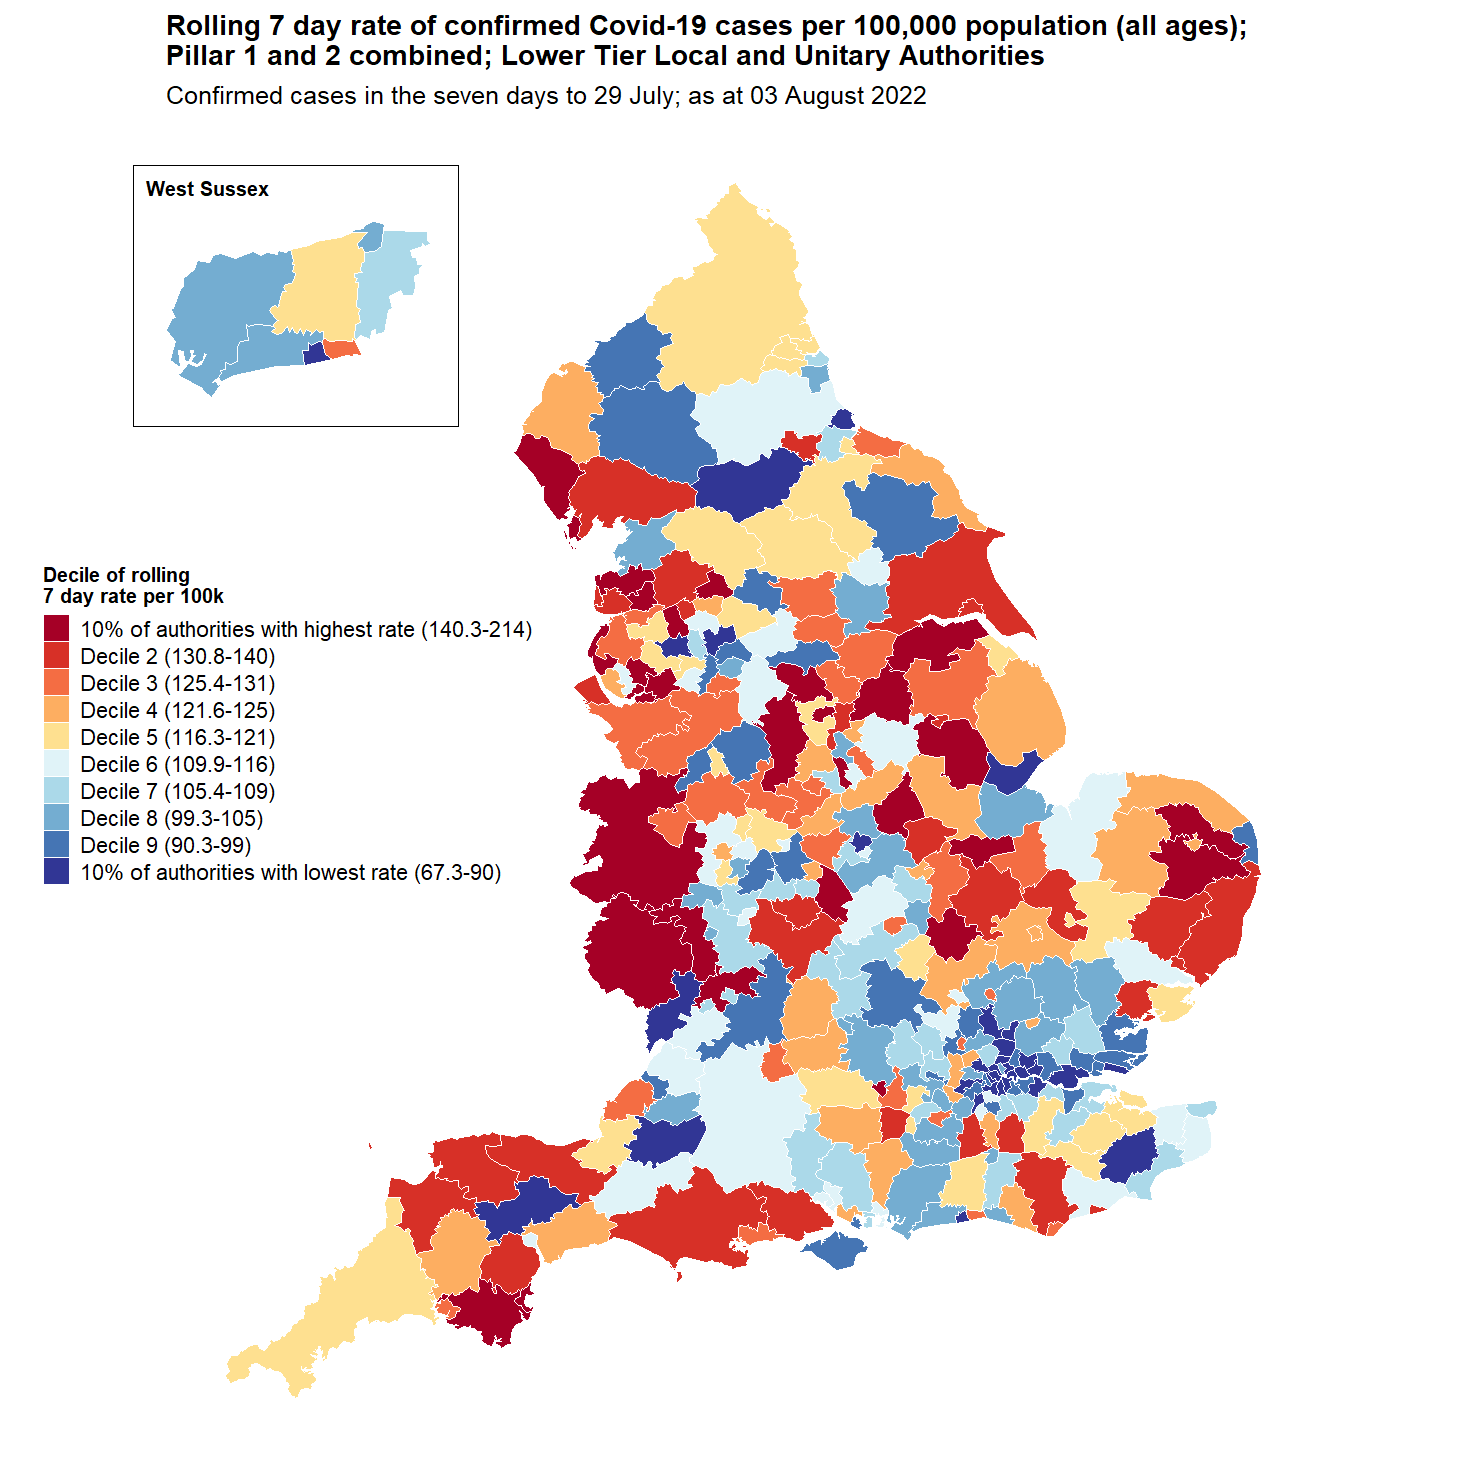 Rolling 7 day rate of confirmed Covid-19 cases per 100,000 population (all ages);
Pillar 1 and 2 combined; Lower Tier Local and Unitary Authorities
Confirmed cases in the seven days to 29 July; as at 03 August 2022
West Sussex
Decile of rolling
7 day rate per 100k
10% of authorities with highest rate (140.3-214)
Decile 2 (130.8-140)
Decile 3 (125.4-131)
Decile 4 (121.6-125)
Decile 5 (116.3-121)
Decile 6 (109.9-116)
Decile 7 (105.4-109)
Decile 8 (99.3-105)
Decile 9 (90.3-99)
10% of authorities with lowest rate (67.3-90)